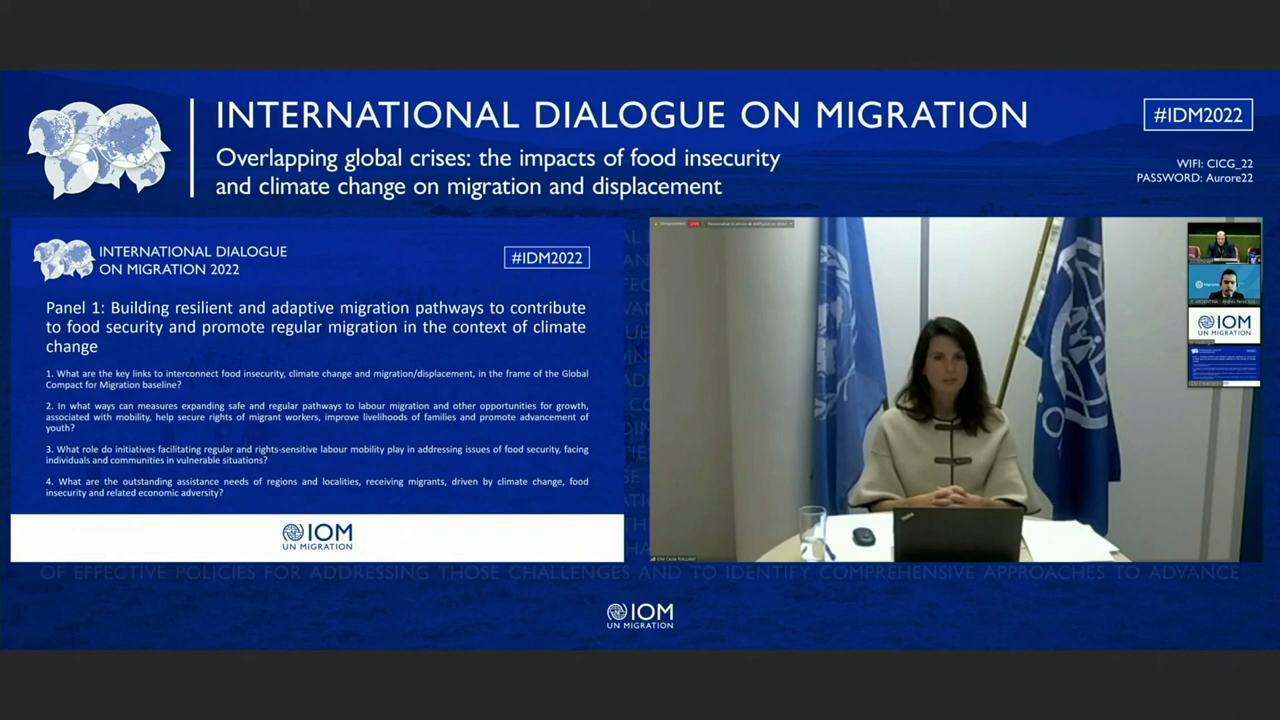 INTERNATIONAL DIALOGUE ON MIGRATION
Overlapping global crises: the impacts of food insecurity
and climate change on migration and displacement
#IDM2022
WIFI: CICG_22
PASSWORD: Aurore22
INTERNATIONAL DIALOGUE
ON MIGRATION 2022
#IDM2022
Panel 1: Building resilient and adaptive migration pathways to contribute
to food security and promote regular migration in the context of climate
change
1. What are the key links to interconnect food insecurity, climate change and migration/displacement, in the frame of the Global
Compact for Migration baseline?
2. In what ways can measures expanding safe and regular pathways to labour migration and other opportunities for growth,
associated with mobility, help secure rights of migrant workers, improve livelihoods of families and promote advancement of
youth?
3. What role do initiatives facilitating regular and rights-sensitive labour mobility play in addressing issues of food security, facing
individuals and communities in vulnerable situations?
4. What are the outstanding assistance needs of regions and localities, receiving migrants, driven by climate change, food
insecurity and related economic adversity?
IOM
UN MIGRATION
LIVE
IOM
UN MIGRATION
OF EFFECTIVE POLICIES FOR ADDRESSING THOSE CHALLENGES AND TO IDENTIFY COMPREHENSIVE APPROACHES TO ADVANCE
IOM
UN MIGRATION